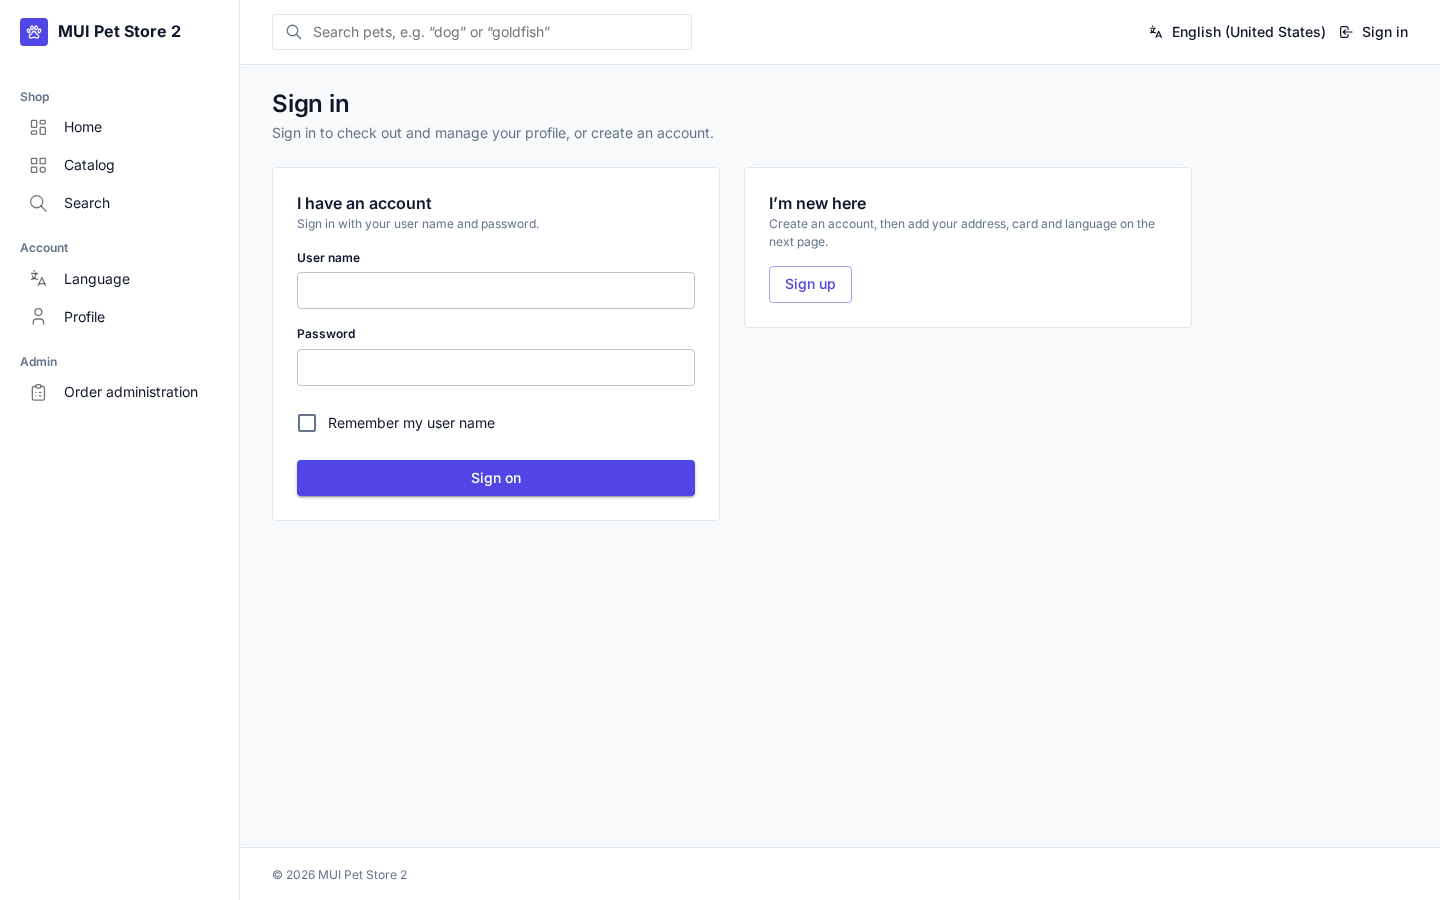 MUI Pet Store 2
Search pets, e.g. “dog” or “goldfish”
English (United States)
Sign in
Shop
Home
Catalog
Search
Account
Language
Profile
Admin
Order administration
Sign in
Sign in to check out and manage your profile, or create an account.
I have an account
Sign in with your user name and password.
User name
Password
Remember my user name
Sign on
I’m new here
Create an account, then add your address, card and language on the
next page.
Sign up
© 2026 MUI Pet Store 2